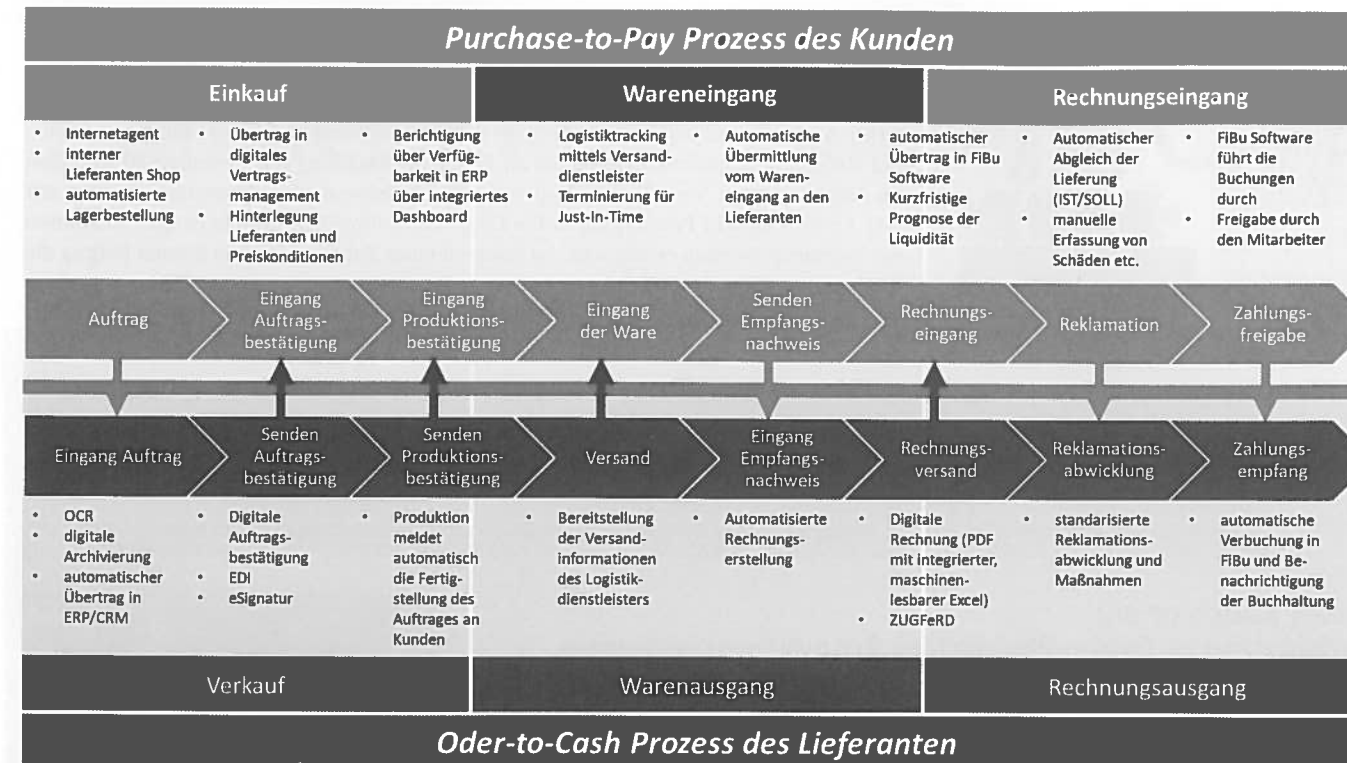 Purchase-to-Pay Prozess des Kunden
Einkauf
Wareneingang
Rechnungseingang
• Internetagent
• interner
Lieferanten Shop
• automatisierte
Lagerbestellung
• Übertrag in
digitales
Vertrags-
management
• Hinterlegung
Lieferanten und
Preiskonditionen
• Berichtigung
über Verfüg-
barkeit in ERP
über integriertes
Dashboard
• Logistiktracking
mittels Versand-
dienstleister
• Terminierung für
Just-In-Time
• Automatische
Übermittlung
vom Waren-
eingang an den
Lieferanten
• automatischer
Übertrag in FiBu
Software
• Kurzfristige
Prognose der
Liquidität
• Automatischer
Abgleich der
Lieferung
(IST/SOLL)
• manuelle
Erfassung von
Schäden etc.
• FiBu Software
führt die
Buchungen
durch
• Freigabe durch
den Mitarbeiter
Auftrag
Eingang
Auftrags-
bestätigung
Eingang
Produktions-
bestätigung
Eingang
der Ware
Senden
Empfangs-
nachweis
Rechnungs-
eingang
Reklamation
Zahlungs-
freigabe
Eingang Auftrag
Senden
Auftrags-
bestätigung
Senden
Produktions-
bestätigung
Versand
Eingang
Empfangs-
nachweis
Rechnungs-
versand
Reklamations-
abwicklung
Zahlungs-
empfang
• OCR
• digitale
Archivierung
• automatischer
Übertrag in
ERP/CRM
• Digitale
Auftrags-
bestätigung
• EDI
• eSignatur
• Produktion
meldet
automatisch
die Fertig-
stellung des
Auftrages an
Kunden
• Bereitstellung
der Versand-
informationen
des Logistik-
dienstleisters
• Automatisierte
Rechnungs-
erstellung
• Digitale
Rechnung (PDF
mit integrierter,
maschinen-
lesbarer Excel)
• ZUGFeRD
• standarisierte
Reklamations-
abwicklung und
Maßnahmen
• automatische
Verbuchung in
FiBu und Be-
nachrichtigung
der Buchhaltung
Verkauf
Warenausgang
Rechnungsausgang
Oder-to-Cash Prozess des Lieferanten